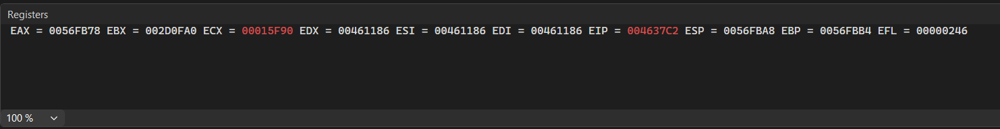 Registers
EAX = 0056FB78 EBX = 002D0FA0 ECX = 00015F90 EDX = 00461186 ESI = 00461186 EDI = 00461186 EIP = 004637C2 ESP = 0056FBA8 EBP = 0056FBB4 EFL = 00000246
100 %